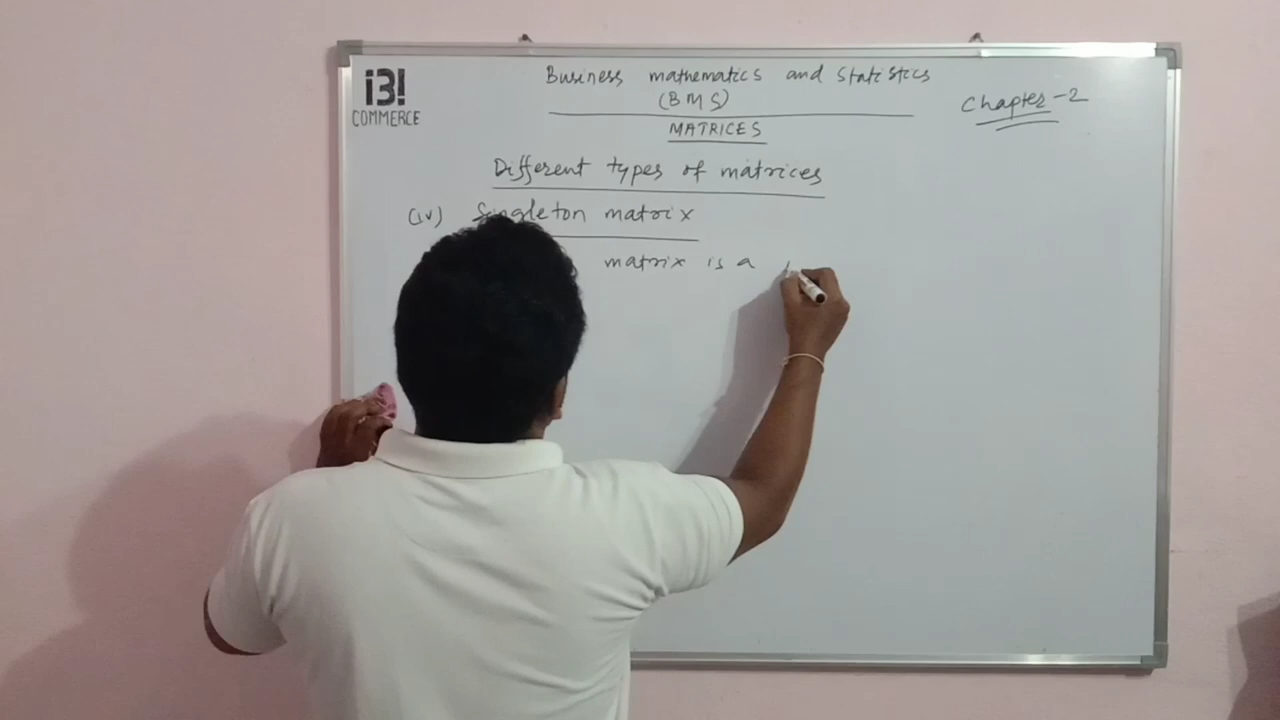 i3!
COMMERCE
Business mathematics and Statistics
(BMS)
Chapter-2
MATRICES
Different types of matrices
(iv) Singleton matrix
matrix is a